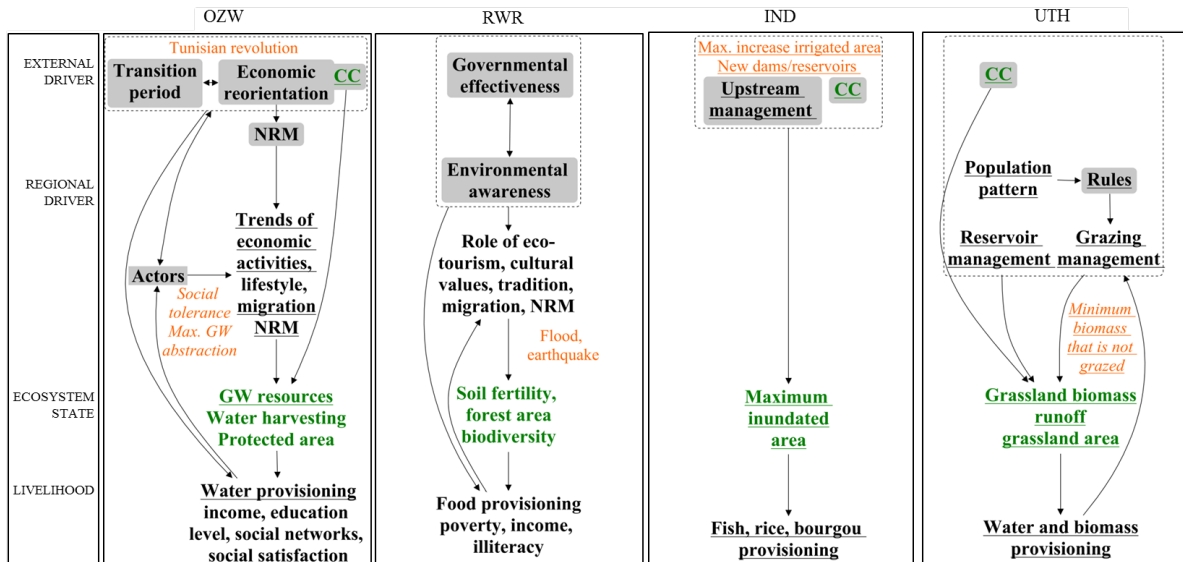 OZW
RWR
IND
UTH
EXTERNAL
DRIVER
REGIONAL
DRIVER
ECOSYSTEM
STATE
LIVELIHOOD
Tunisian revolution
Transition
period
Economic
reorientation
CC
NRM
Trends of
economic
activities,
lifestyle,
migration
NRM
Actors
Social
tolerance
Max. GW
abstraction
GW resources
Water harvesting
Protected area
Water provisioning
income, education
level, social networks,
social satisfaction
Governmental
effectiveness
Environmental
awareness
Role of eco-
tourism, cultural
values, tradition,
migration, NRM
Flood,
earthquake
Soil fertility,
forest area
biodiversity
Food provisioning
poverty, income,
illiteracy
Max. increase irrigated area
New dams/reservoirs
Upstream
management
CC
Maximum
inundated
area
Fish, rice, bourgou
provisioning
CC
Population
pattern
Rules
Reservoir
management
Grazing
management
Minimum
biomass
that is not
grazed
Grassland biomass
runoff
grassland area
Water and biomass
provisioning